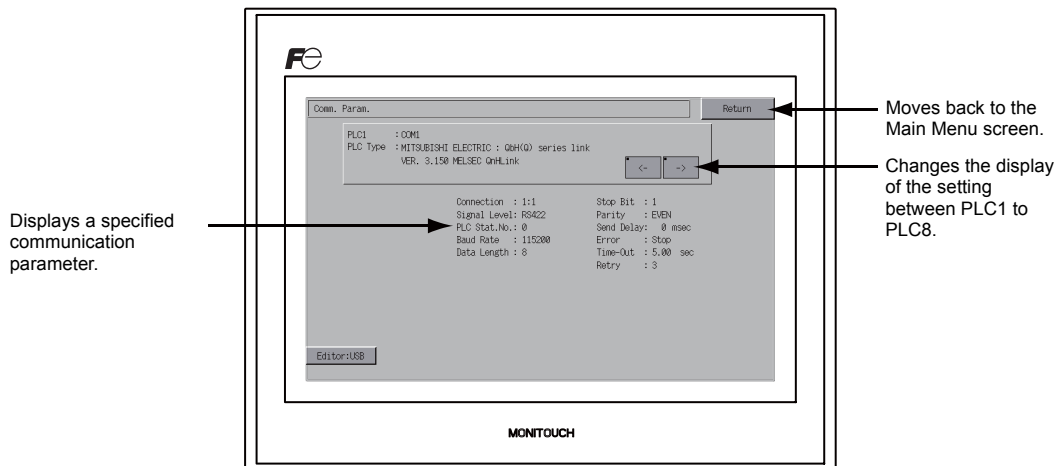 Fe
Comm. Param.
Return
PLC1 : COM1
PLC Type : MITSUBISHI ELECTRIC : QbH(Q) series link
VER. 3.150 MELSEC QnHLink
<- ->
Connection : 1:1
Signal Level: RS422
PLC Stat.No.: 0
Baud Rate : 115200
Data Length : 8
Stop Bit : 1
Parity : EVEN
Send Delay: 0 msec
Error : Stop
Time-Out : 5.00 sec
Retry : 3
Editor:USB
MONITOUCH
Displays a specified
communication
parameter.
Moves back to the
Main Menu screen.
Changes the display
of the setting
between PLC1 to
PLC8.